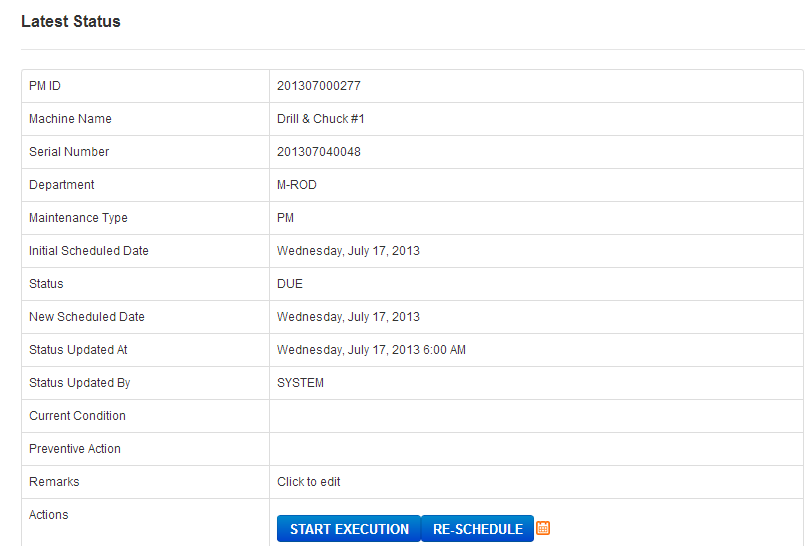 Latest Status
PM ID 201307000277
Machine Name Drill & Chuck #1
Serial Number 201307040048
Department M-ROD
Maintenance Type PM
Initial Scheduled Date Wednesday, July 17, 2013
Status DUE
New Scheduled Date Wednesday, July 17, 2013
Status Updated At Wednesday, July 17, 2013 6:00 AM
Status Updated By SYSTEM
Current Condition
Preventive Action
Remarks Click to edit
Actions
START EXECUTION RE-SCHEDULE